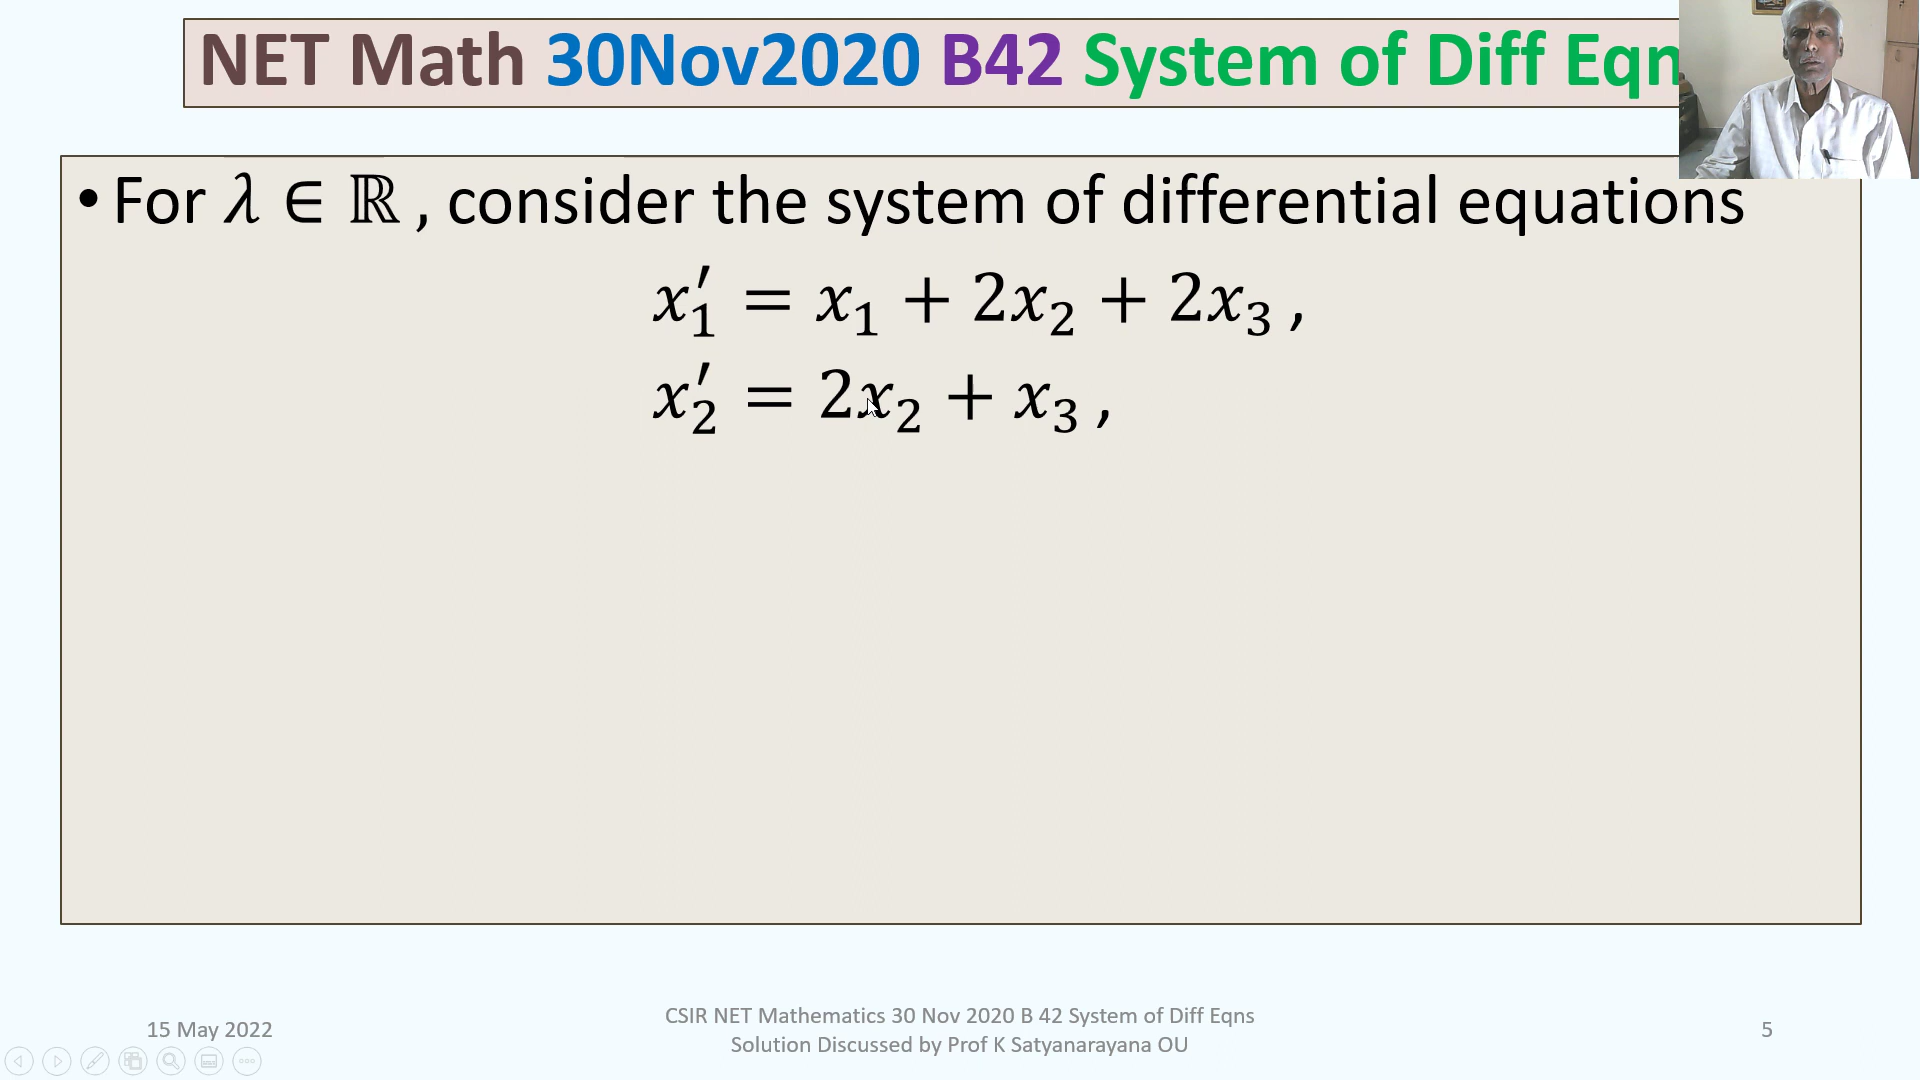 NET Math 30Nov2020 B42 System of Diff Eqn
• For λ ∈ ℝ , consider the system of differential equations
x₁′ = x₁ + 2x₂ + 2x₃ ,
x₂′ = 2x₂ + x₃ ,
15 May 2022
CSIR NET Mathematics 30 Nov 2020 B 42 System of Diff Eqns
Solution Discussed by Prof K Satyanarayana OU
5